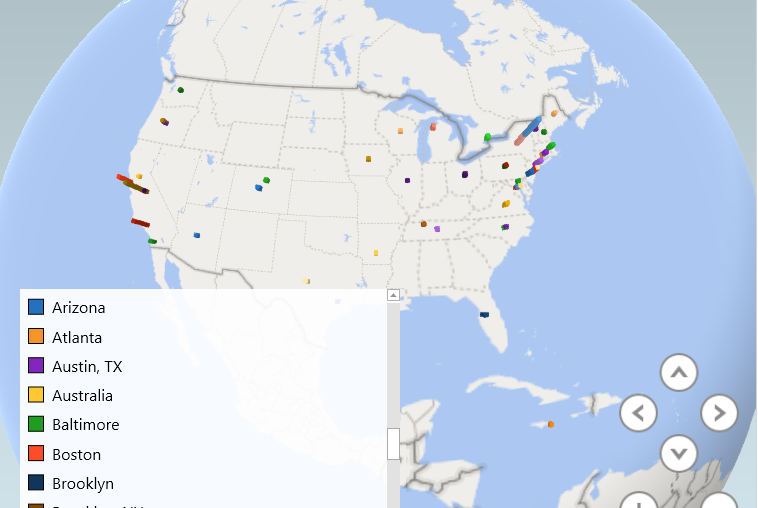 Arizona
Atlanta
Austin, TX
Australia
Baltimore
Boston
Brooklyn